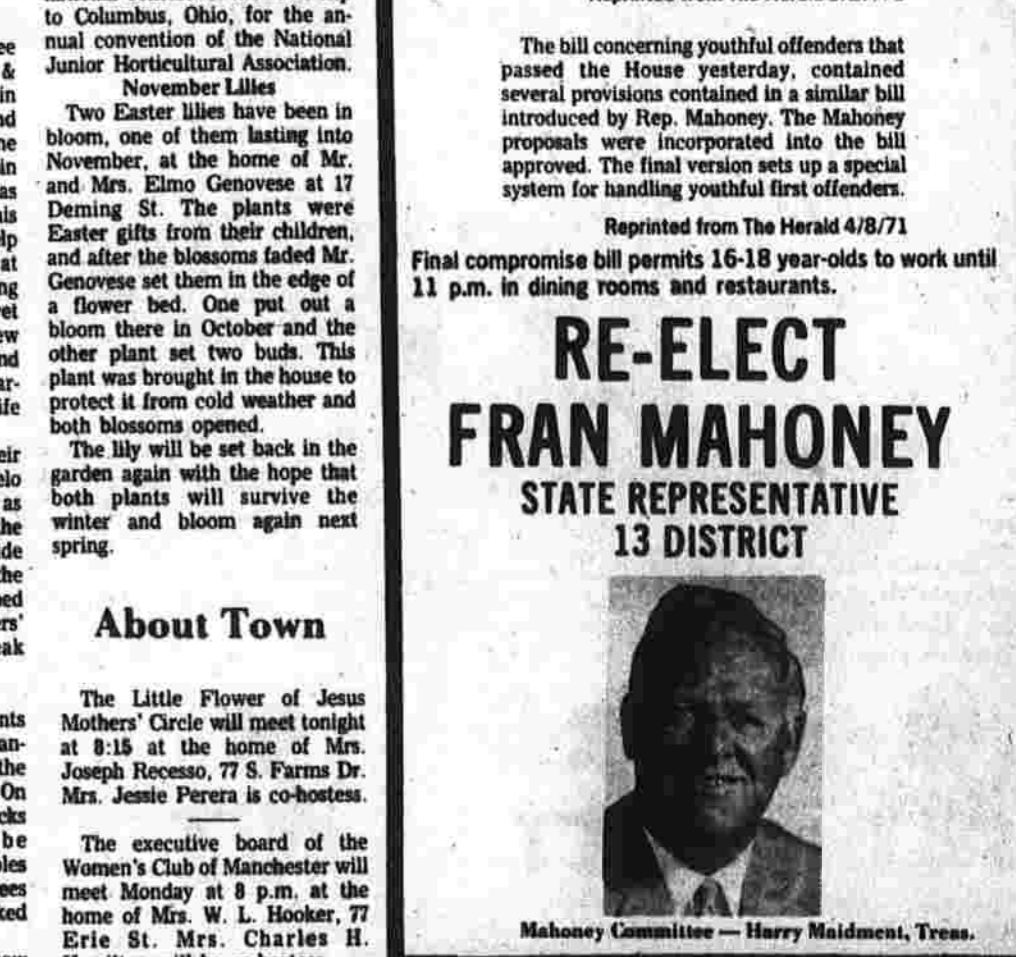 to Columbus, Ohio, for the an-
nual convention of the National
Junior Horticultural Association.
November Lilies
Two Easter lilies have been in
bloom, one of them lasting into
November, at the home of Mr.
and Mrs. Elmo Genovese at 17
Deming St. The plants were
Easter gifts from their children,
and after the blossoms faded Mr.
Genovese set them in the edge of
a flower bed. One put out a
bloom there in October and the
other plant set two buds. This
plant was brought in the house to
protect it from cold weather and
both blossoms opened.
The lily will be set back in the
garden again with the hope that
both plants will survive the
winter and bloom again next
spring.
About Town
The Little Flower of Jesus
Mothers' Circle will meet tonight
at 8:15 at the home of Mrs.
Joseph Recesso, 77 S. Farms Dr.
Mrs. Jessie Perera is co-hostess.
The executive board of the
Women's Club of Manchester will
meet Monday at 8 p.m. at the
home of Mrs. W. L. Hooker, 77
Erie St. Mrs. Charles H.
The bill concerning youthful offenders that
passed the House yesterday, contained
several provisions contained in a similar bill
introduced by Rep. Mahoney. The Mahoney
proposals were incorporated into the bill
approved. The final version sets up a special
system for handling youthful first offenders.
Reprinted from The Herald 4/8/71
Final compromise bill permits 16-18 year-olds to work until
11 p.m. in dining rooms and restaurants.
RE-ELECT
FRAN MAHONEY
STATE REPRESENTATIVE
13 DISTRICT
Mahoney Committee — Harry Maidment, Treas.